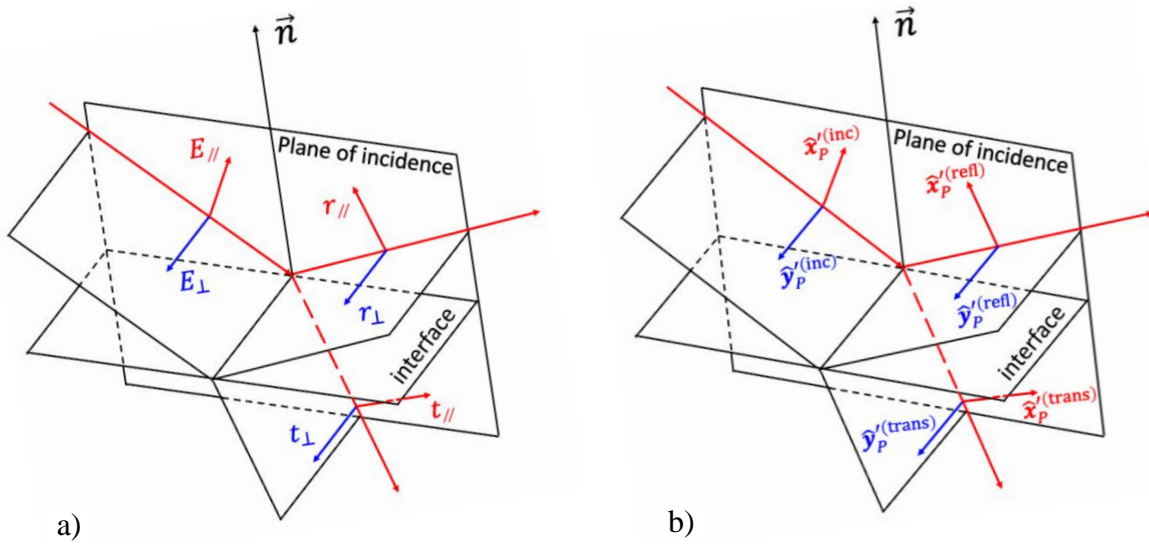 n⃗
Plane of incidence
E∥
r∥
E⊥
r⊥
interface
t∥
t⊥
a)
n⃗
Plane of incidence
x̂′P(inc)
x̂′P(refl)
ŷ′P(inc)
ŷ′P(refl)
interface
x̂′P(trans)
ŷ′P(trans)
b)